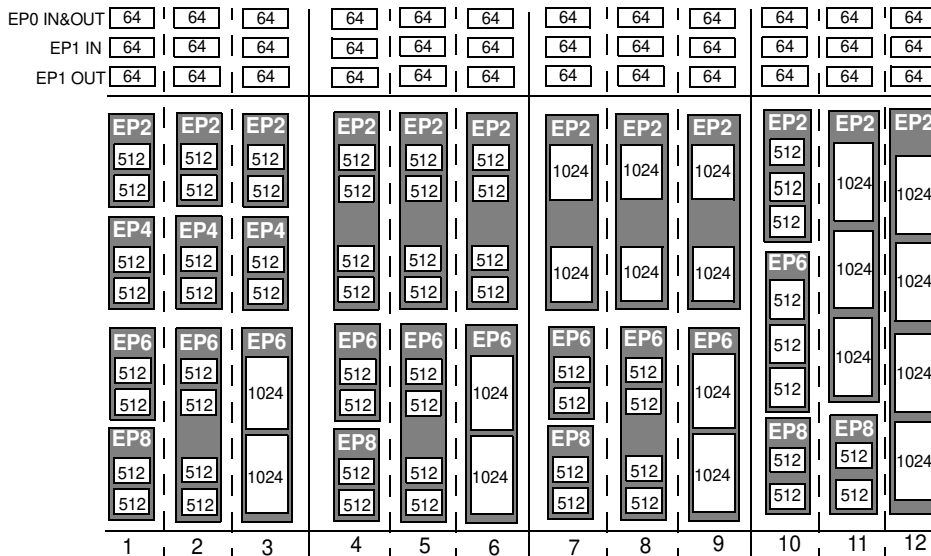 EP0 IN&OUT 64 64 64 64 64 64 64 64 64 64 64 64
EP1 IN 64 64 64 64 64 64 64 64 64 64 64 64
EP1 OUT 64 64 64 64 64 64 64 64 64 64 64 64
EP2 EP2 EP2 EP2 EP2 EP2 EP2 EP2 EP2 EP2 EP2 EP2
512 512 512 512 512 512 1024 1024 1024 512 1024 1024
512 512 512 512 512 512 512
512
EP4 EP4 EP4
512 512 512 512 512 512 1024 1024 1024 EP6 1024 1024
512 512 512 512 512 512 512
EP6 EP6 EP6 EP6 EP6 EP6 EP6 EP6 EP6 512 1024 1024
512 512 1024 512 512 1024 512 512 1024 512
512 512 512 512 512 512
EP8 EP8 EP8 EP8 EP8
512 512 1024 512 512 1024 512 512 1024 512 512 1024
512 512 512 512 512 512 512 512
1 2 3 4 5 6 7 8 9 10 11 12